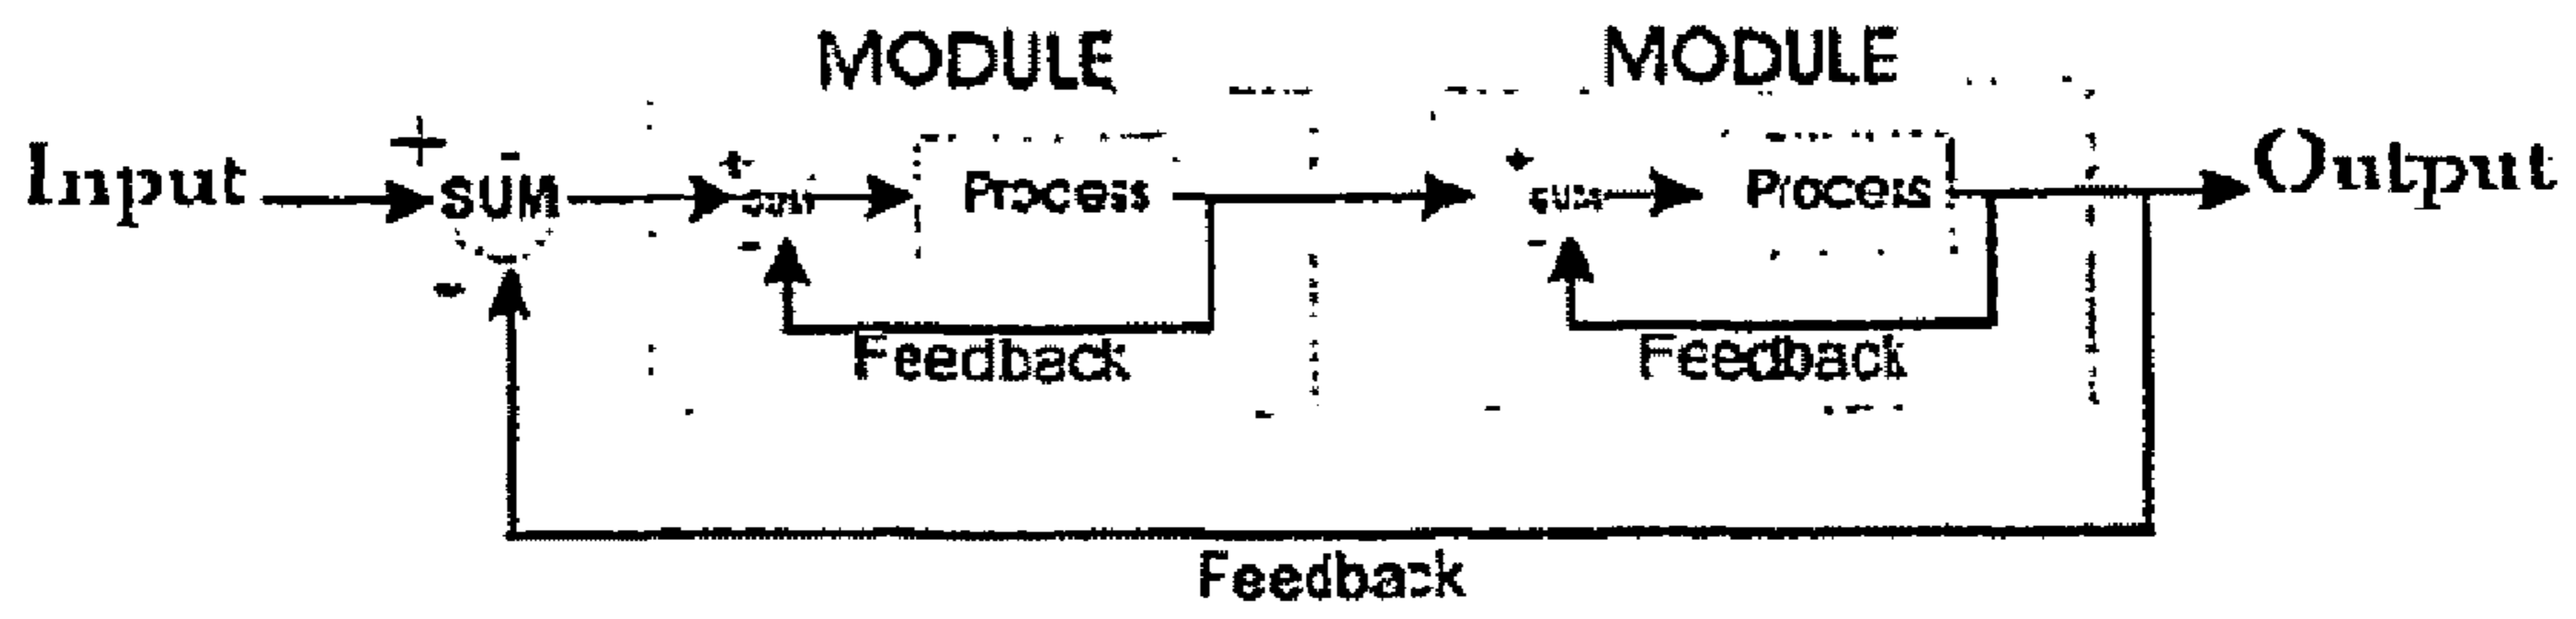 MODULE MODULE
Input + SUM + Process + Process Output
- - -
Feedback Feedback
Feedback